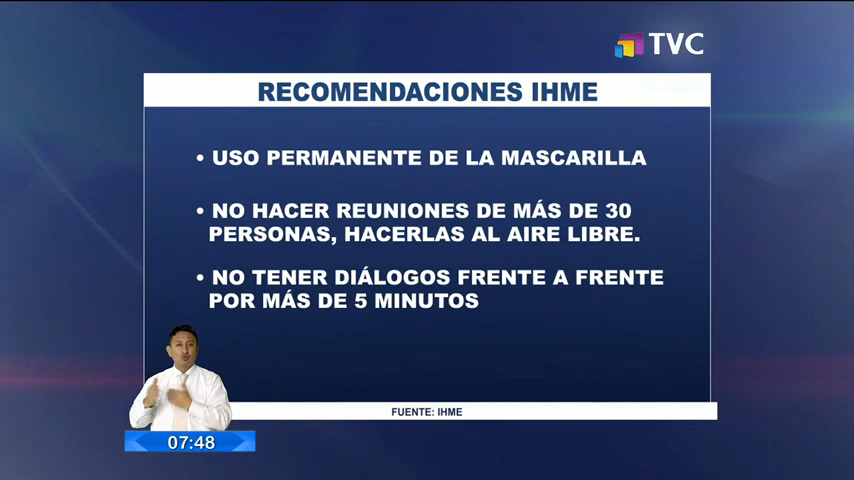 TVC
RECOMENDACIONES IHME
• USO PERMANENTE DE LA MASCARILLA
• NO HACER REUNIONES DE MÁS DE 30
PERSONAS, HACERLAS AL AIRE LIBRE.
• NO TENER DIÁLOGOS FRENTE A FRENTE
POR MÁS DE 5 MINUTOS
FUENTE: IHME
07:48